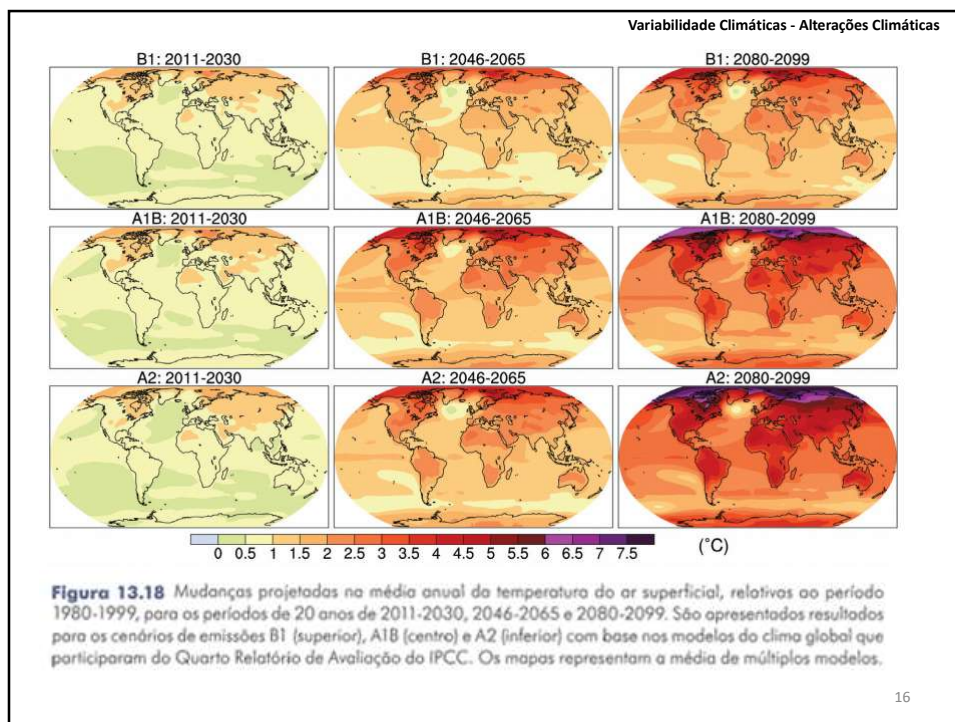 Variabilidade Climáticas - Alterações Climáticas
B1: 2011-2030
B1: 2046-2065
B1: 2080-2099
A1B: 2011-2030
A1B: 2046-2065
A1B: 2080-2099
A2: 2011-2030
A2: 2046-2065
A2: 2080-2099
0 0.5 1 1.5 2 2.5 3 3.5 4 4.5 5 5.5 6 6.5 7 7.5 (°C)
Figura 13.18 Mudanças projetadas na média anual da temperatura do ar superficial, relativas ao período
1980-1999, para os períodos de 20 anos de 2011-2030, 2046-2065 e 2080-2099. São apresentados resultados
para os cenários de emissões B1 (superior), A1B (centro) e A2 (inferior) com base nos modelos do clima global que
participaram do Quarto Relatório de Avaliação do IPCC. Os mapas representam a média de múltiplos modelos.
16